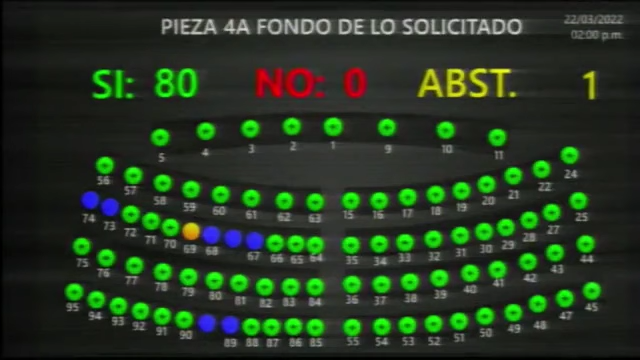 PIEZA 4A FONDO DE LO SOLICITADO
22/03/2022
02:00 p.m.
SI: 80 NO: 0 ABST. 1
5 4 3 2 1 9 10 11
56 57 58 59 60 61 62 63 15 16 17 18 19 20 21 22 24
74 73 72 71 70 69 68 67 66 65 64 35 34 33 32 31 30 29 28 27 25
75 76 77 78 79 80 81 82 83 84 36 37 38 39 40 41 42 43 44
95 94 93 92 91 90 89 88 87 86 85 55 54 53 52 51 50 49 48 47 45